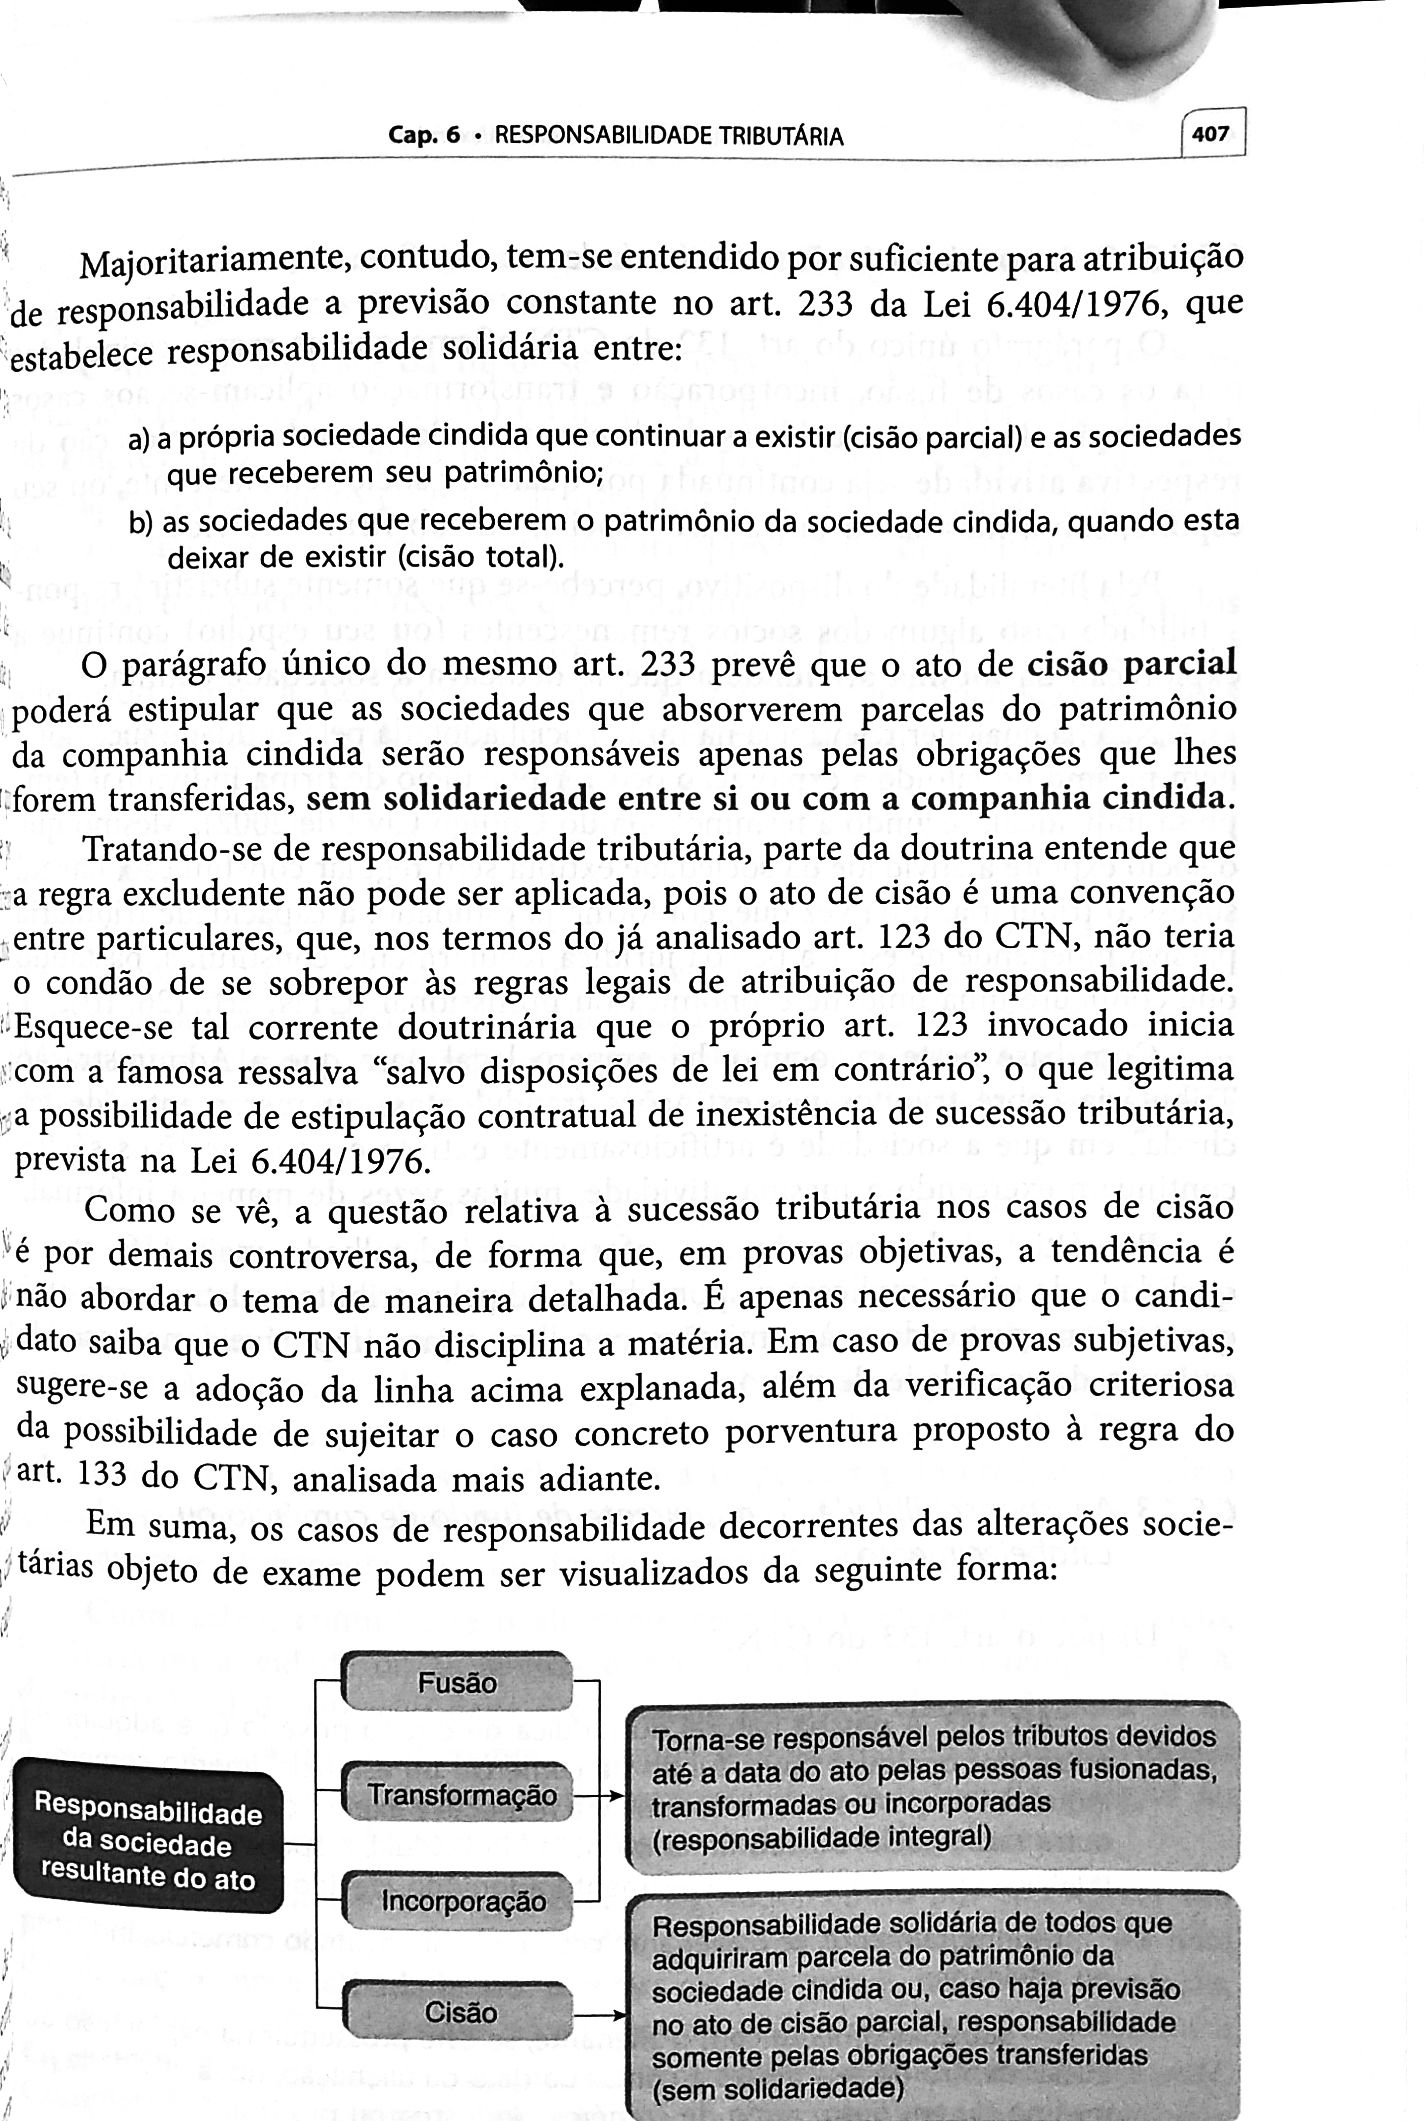 Cap. 6 • RESPONSABILIDADE TRIBUTÁRIA
407
Majoritariamente, contudo, tem-se entendido por suficiente para atribuição
de responsabilidade a previsão constante no art. 233 da Lei 6.404/1976, que
estabelece responsabilidade solidária entre:
a) a própria sociedade cindida que continuar a existir (cisão parcial) e as sociedades
que receberem seu patrimônio;
b) as sociedades que receberem o patrimônio da sociedade cindida, quando esta
deixar de existir (cisão total).
O parágrafo único do mesmo art. 233 prevê que o ato de cisão parcial
poderá estipular que as sociedades que absorverem parcelas do patrimônio
da companhia cindida serão responsáveis apenas pelas obrigações que lhes
forem transferidas, sem solidariedade entre si ou com a companhia cindida.
Tratando-se de responsabilidade tributária, parte da doutrina entende que
a regra excludente não pode ser aplicada, pois o ato de cisão é uma convenção
entre particulares, que, nos termos do já analisado art. 123 do CTN, não teria
o condão de se sobrepor às regras legais de atribuição de responsabilidade.
Esquece-se tal corrente doutrinária que o próprio art. 123 invocado inicia
com a famosa ressalva “salvo disposições de lei em contrário”, o que legitima
a possibilidade de estipulação contratual de inexistência de sucessão tributária,
prevista na Lei 6.404/1976.
Como se vê, a questão relativa à sucessão tributária nos casos de cisão
é por demais controversa, de forma que, em provas objetivas, a tendência é
não abordar o tema de maneira detalhada. É apenas necessário que o candi-
dato saiba que o CTN não disciplina a matéria. Em caso de provas subjetivas,
sugere-se a adoção da linha acima explanada, além da verificação criteriosa
da possibilidade de sujeitar o caso concreto porventura proposto à regra do
art. 133 do CTN, analisada mais adiante.
Em suma, os casos de responsabilidade decorrentes das alterações socie-
tárias objeto de exame podem ser visualizados da seguinte forma:
Responsabilidade
da sociedade
resultante do ato
Fusão
Transformação
Incorporação
Cisão
Torna-se responsável pelos tributos devidos
até a data do ato pelas pessoas fusionadas,
transformadas ou incorporadas
(responsabilidade integral)
Responsabilidade solidária de todos que
adquiriram parcela do patrimônio da
sociedade cindida ou, caso haja previsão
no ato de cisão parcial, responsabilidade
somente pelas obrigações transferidas
(sem solidariedade)